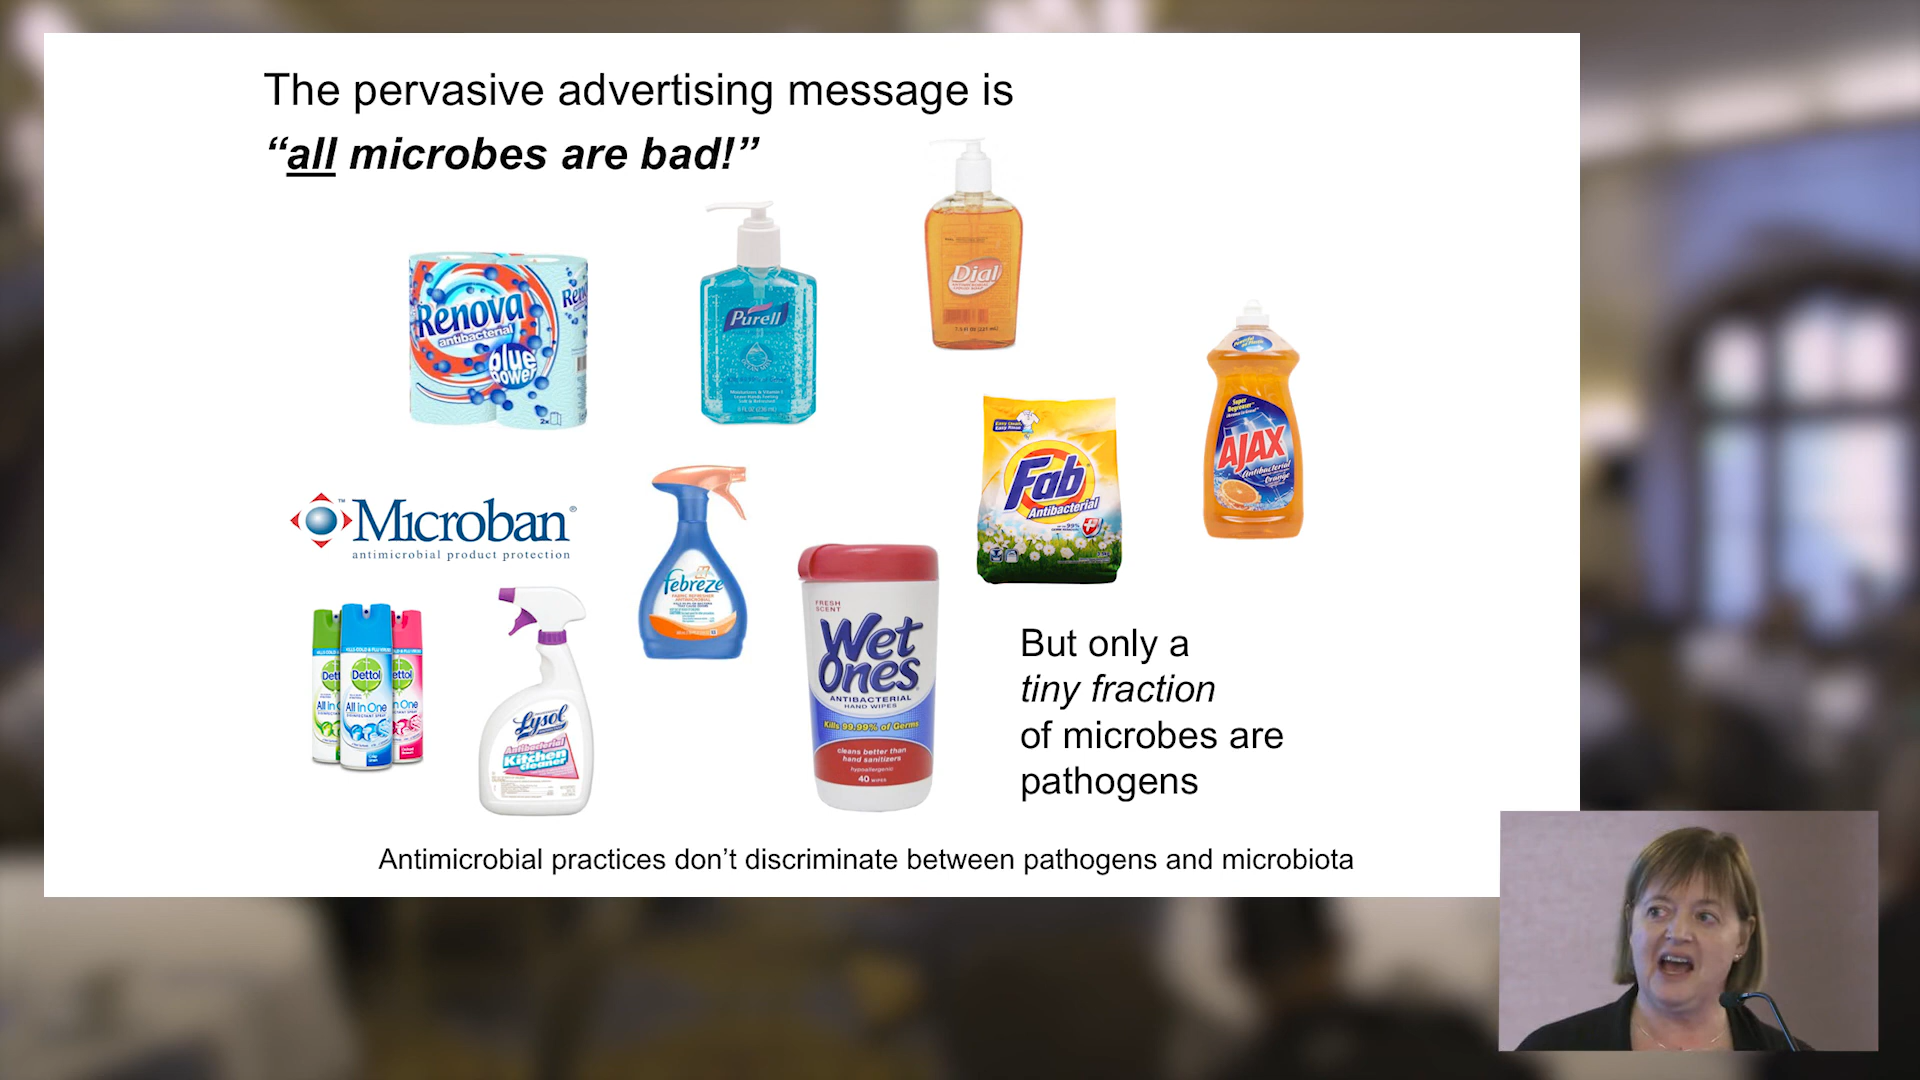 The pervasive advertising message is
“all microbes are bad!”
Renova
antibacterial
blue
power
Purell
Dial
AJAX
Antibacterial
Orange
Super
Degreaser
Fab
Antibacterial
Microban®
™
antimicrobial product protection
febreze
FRESH
SCENT
Wet
Ones
ANTIBACTERIAL
HAND WIPES
Kills 99.99% of Germs
cleans better than
hand sanitizers
hypoallergenic
40 WIPES
Dettol
All in One
Lysol
Antibacterial
Kitchen
cleaner
But only a
tiny fraction
of microbes are
pathogens
Antimicrobial practices don’t discriminate between pathogens and microbiota